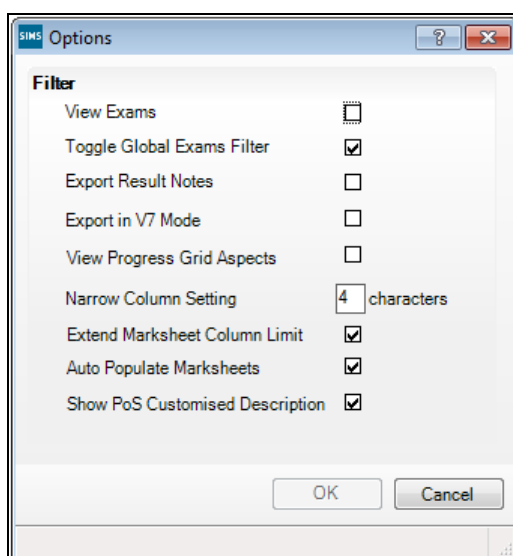 SIMS Options
Filter
View Exams
Toggle Global Exams Filter
Export Result Notes
Export in V7 Mode
View Progress Grid Aspects
Narrow Column Setting 4 characters
Extend Marksheet Column Limit
Auto Populate Marksheets
Show PoS Customised Description
OK Cancel